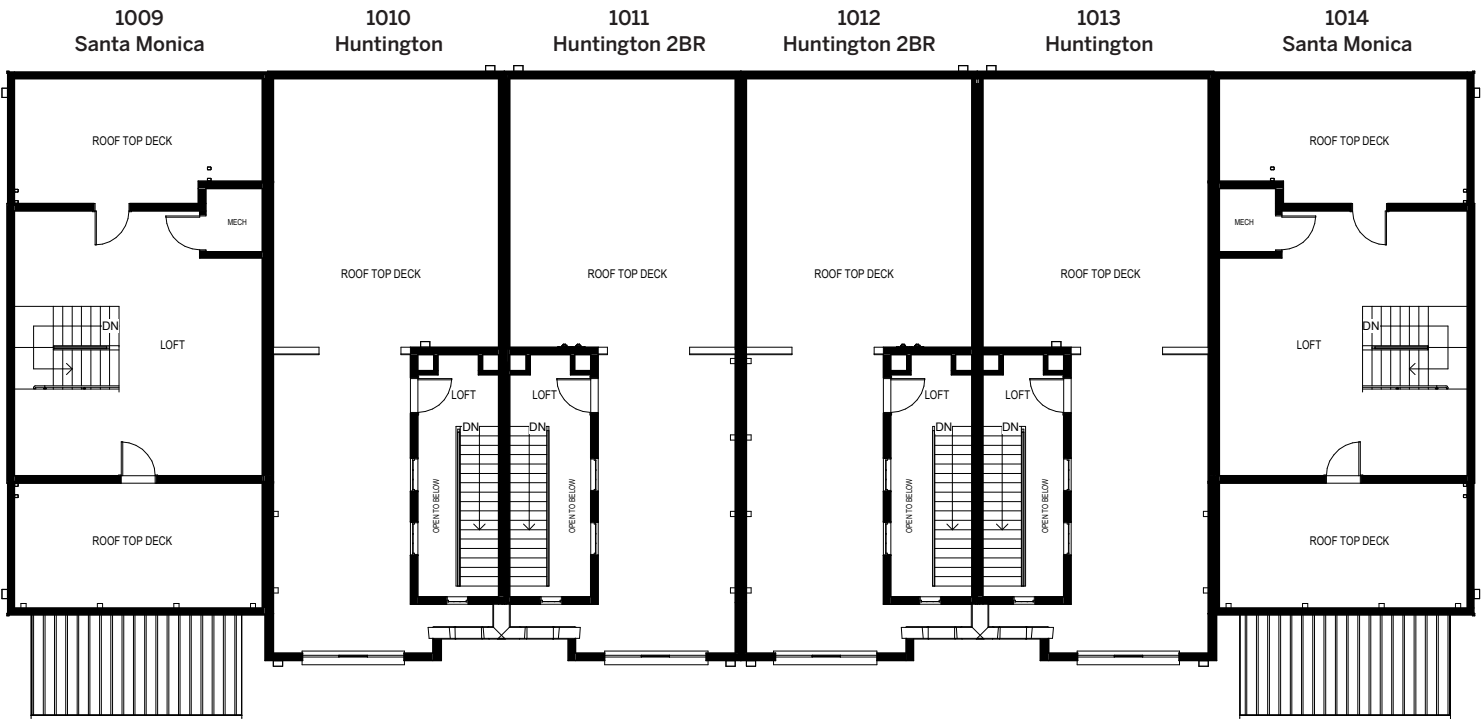 1009
Santa Monica
1010
Huntington
1011
Huntington 2BR
1012
Huntington 2BR
1013
Huntington
1014
Santa Monica
ROOF TOP DECK
MECH
DN
LOFT
ROOF TOP DECK
ROOF TOP DECK
LOFT
DN
OPEN TO BELOW
ROOF TOP DECK
LOFT
DN
OPEN TO BELOW
ROOF TOP DECK
LOFT
DN
OPEN TO BELOW
ROOF TOP DECK
LOFT
DN
OPEN TO BELOW
ROOF TOP DECK
MECH
DN
LOFT
ROOF TOP DECK